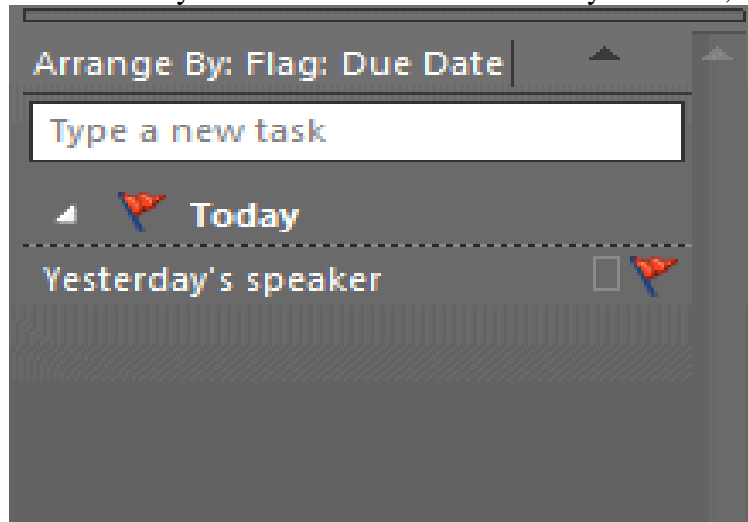 Arrange By: Flag: Due Date
Type a new task
Today
Yesterday's speaker